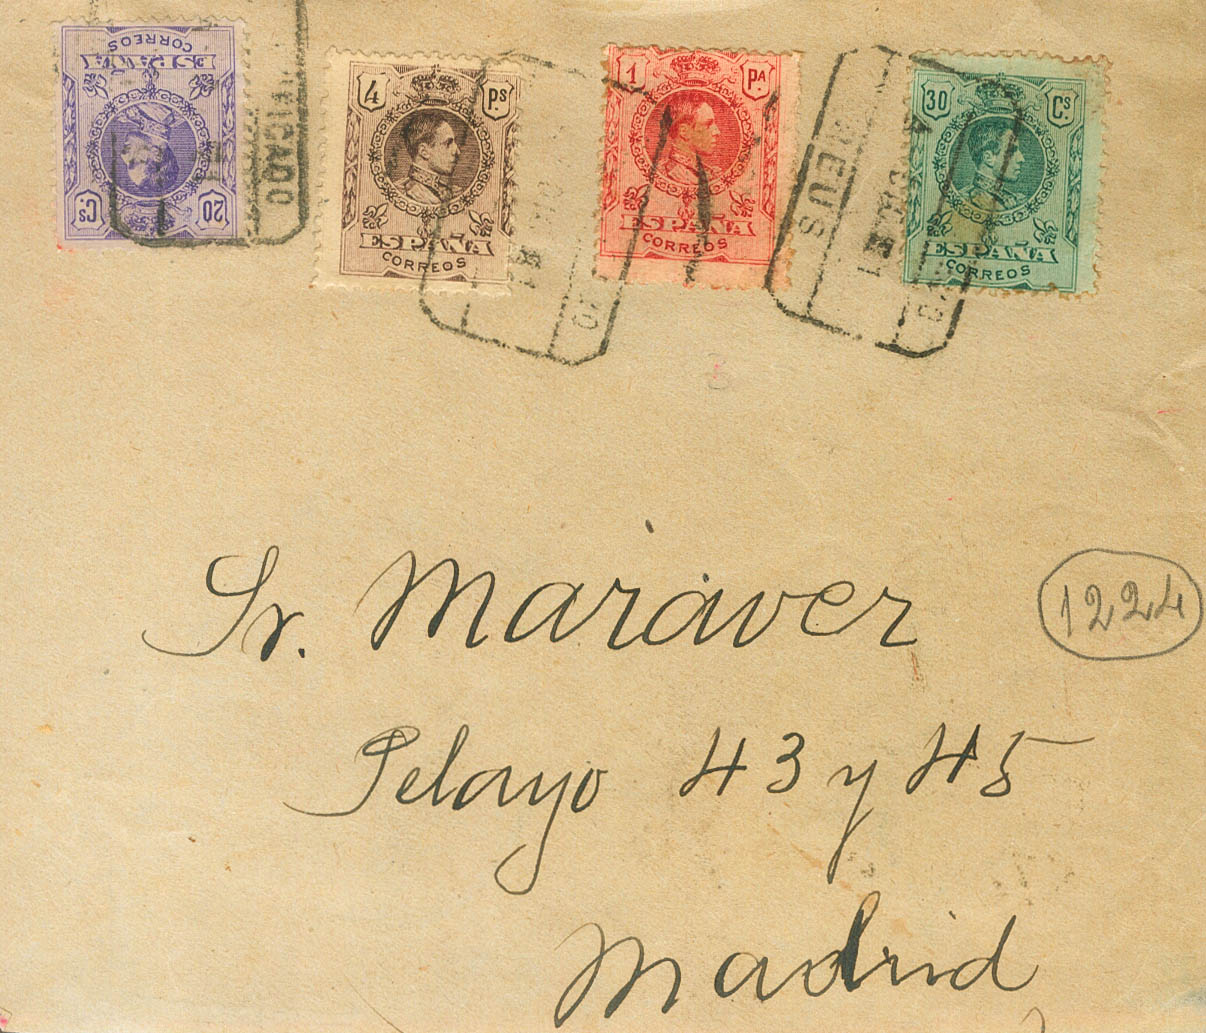 CORREOS
ESPAÑA
20 Cs.
4 Ps.
ESPAÑA
CORREOS
1 PA
ESPAÑA
CORREOS
30 Cs
ESPAÑA
CORREOS
REUS
Sr. Maraver
1224
Pelayo 43 y 45
Madrid